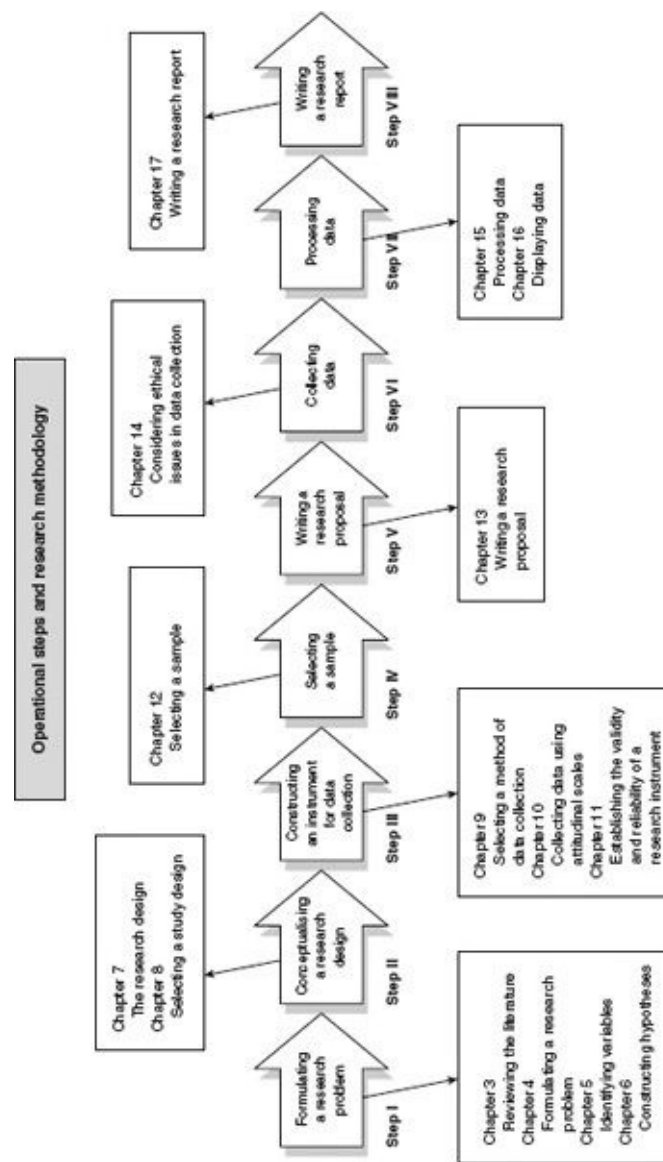 Operational steps and research methodology
Chapter 7
The research design
Chapter 8
Selecting a study design
Chapter 12
Selecting a sample
Chapter 14
Considering ethical
issues in data collection
Chapter 17
Writing a research report
Formulating
a research
problem
Conceptualising
a research
design
Constructing
an instrument
for data
collection
Selecting
a sample
Writing a
research
proposal
Collecting
data
Processing
data
Writing
a research
report
Step I
Step II
Step III
Step IV
Step V
Step VI
Step VII
Step VIII
Chapter 3
Reviewing the literature
Chapter 4
Formulating a research
problem
Chapter 5
Identifying variables
Chapter 6
Constructing hypotheses
Chapter 9
Selecting a method of
data collection
Chapter 10
Collecting data using
attitudinal scales
Chapter 11
Establishing the validity
and reliability of a
research instrument
Chapter 13
Writing a research
proposal
Chapter 15
Processing data
Chapter 16
Displaying data